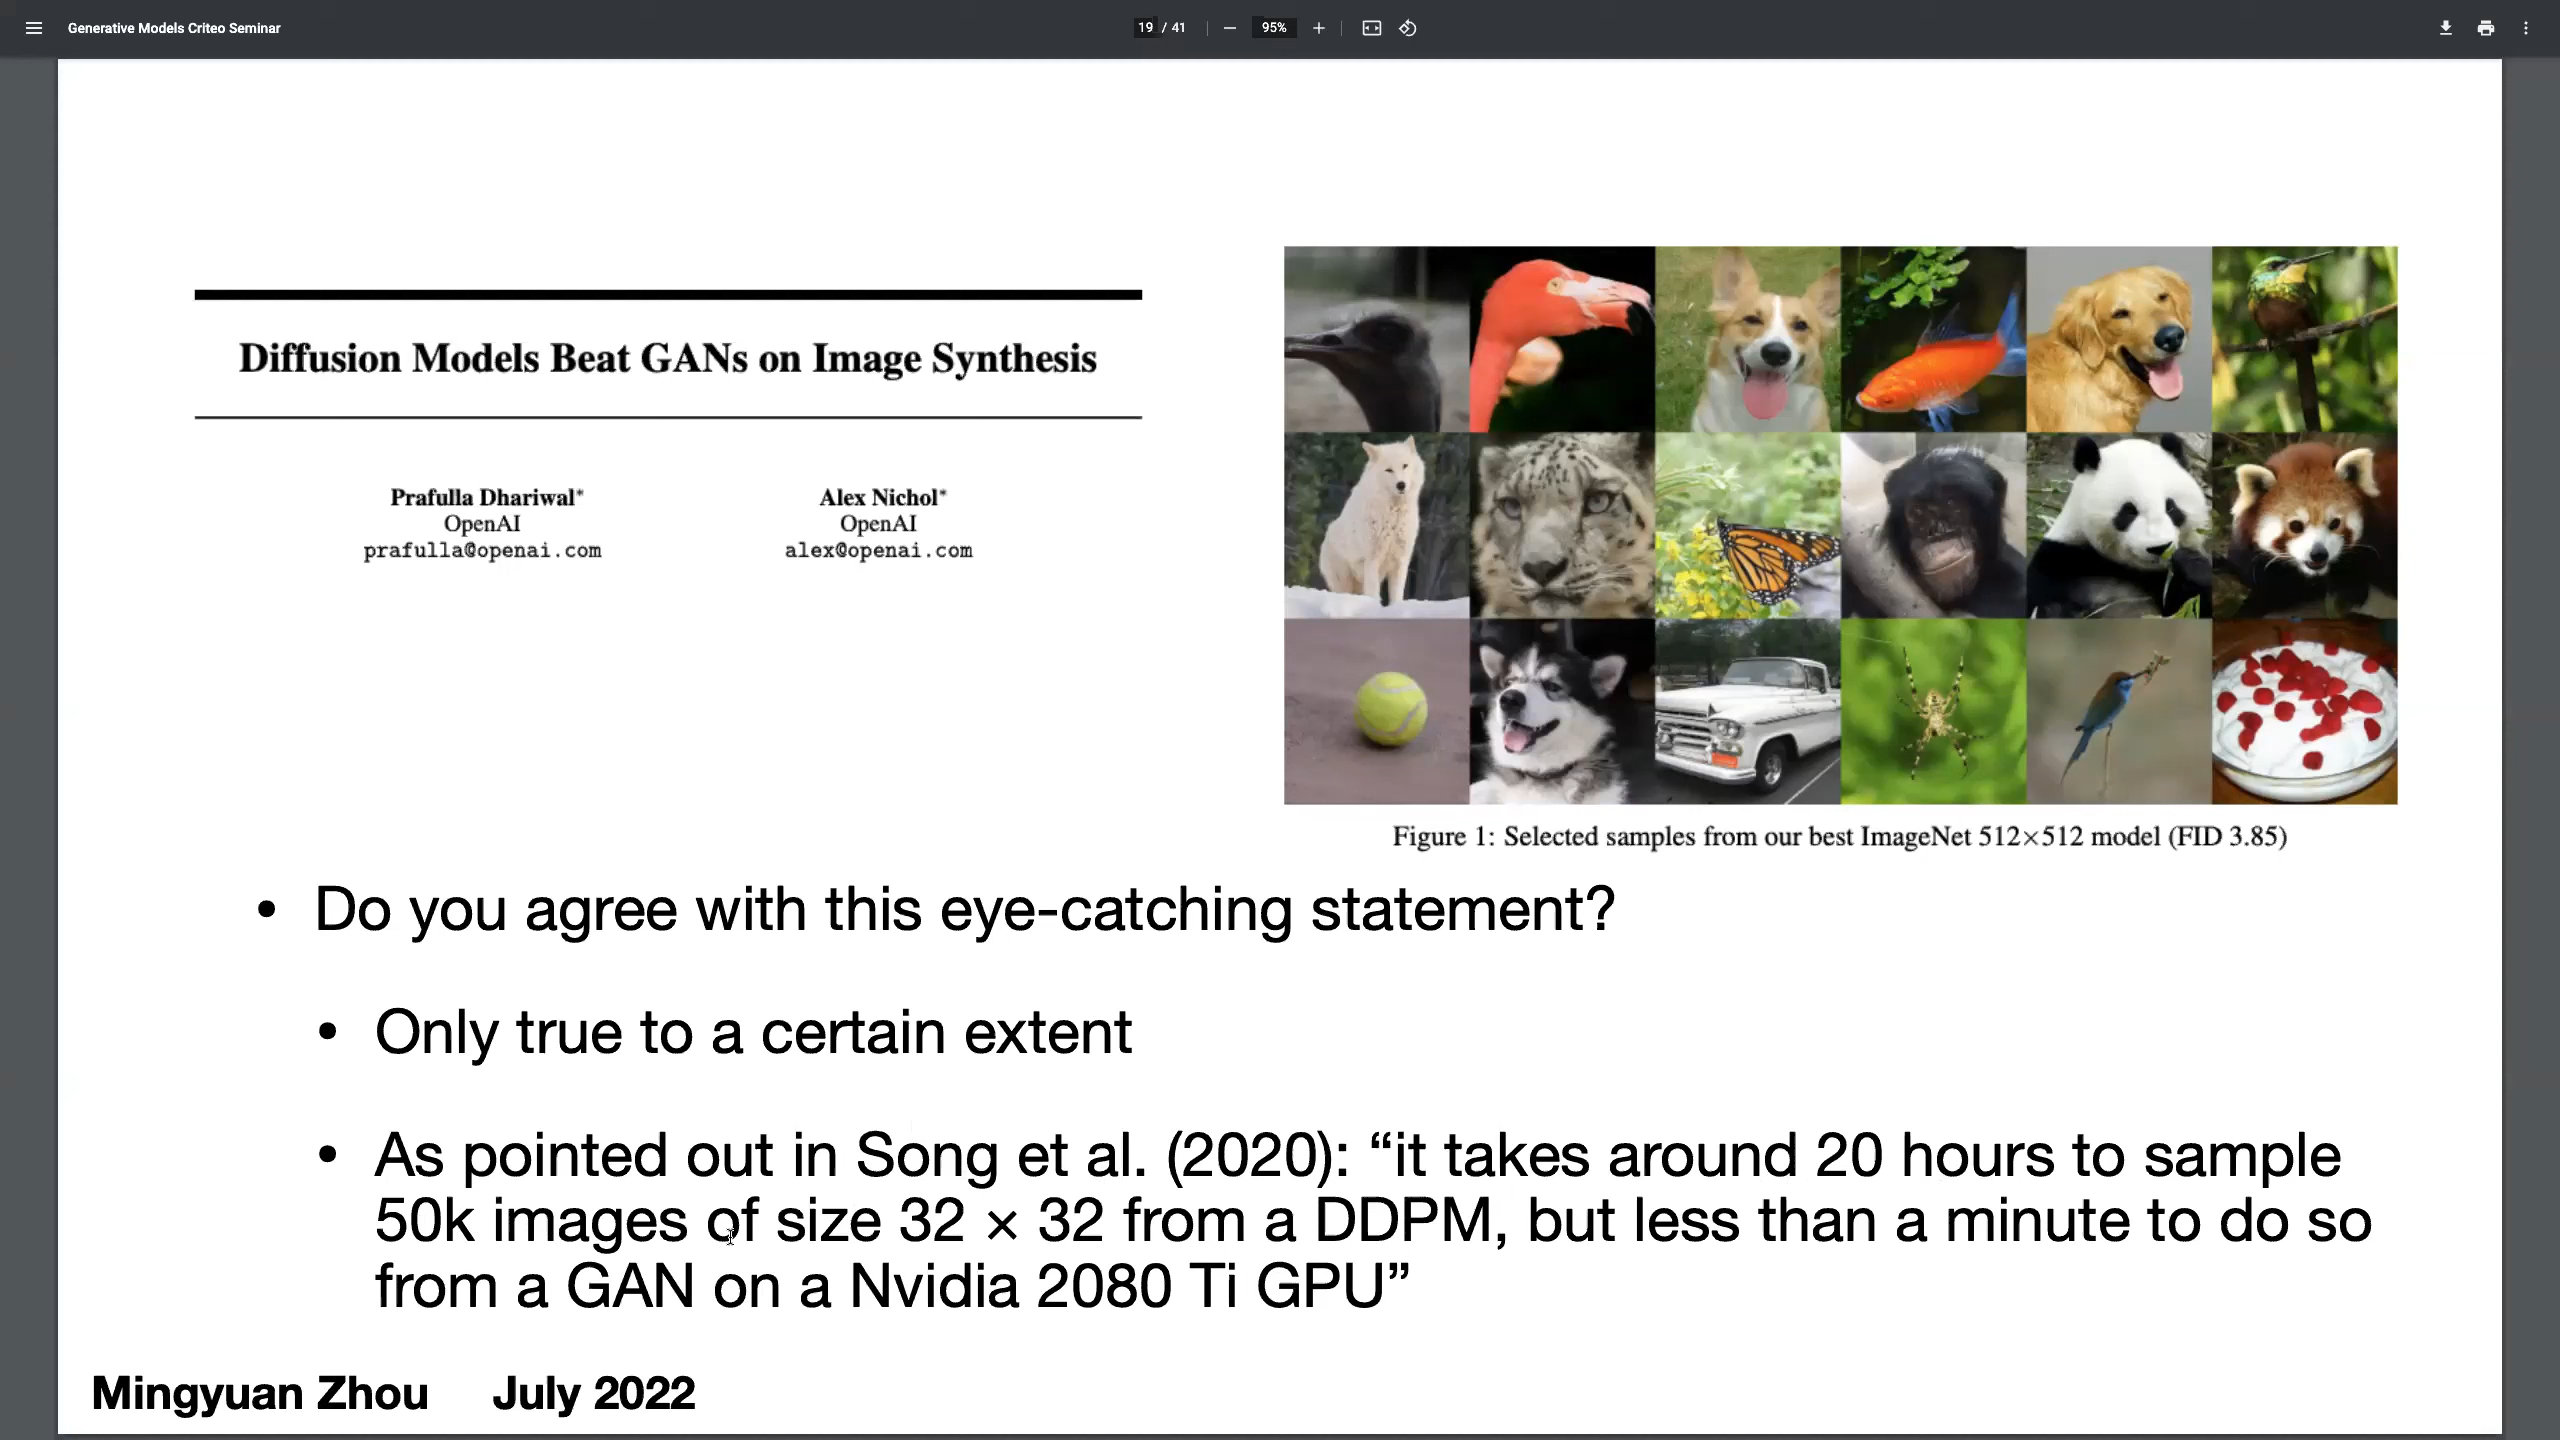 Generative Models Criteo Seminar
19 / 41
95%
Diffusion Models Beat GANs on Image Synthesis
Prafulla Dhariwal*
OpenAI
prafulla@openai.com
Alex Nichol*
OpenAI
alex@openai.com
Figure 1: Selected samples from our best ImageNet 512×512 model (FID 3.85)
• Do you agree with this eye-catching statement?
• Only true to a certain extent
• As pointed out in Song et al. (2020): “it takes around 20 hours to sample
50k images of size 32 × 32 from a DDPM, but less than a minute to do so
from a GAN on a Nvidia 2080 Ti GPU”
Mingyuan Zhou July 2022